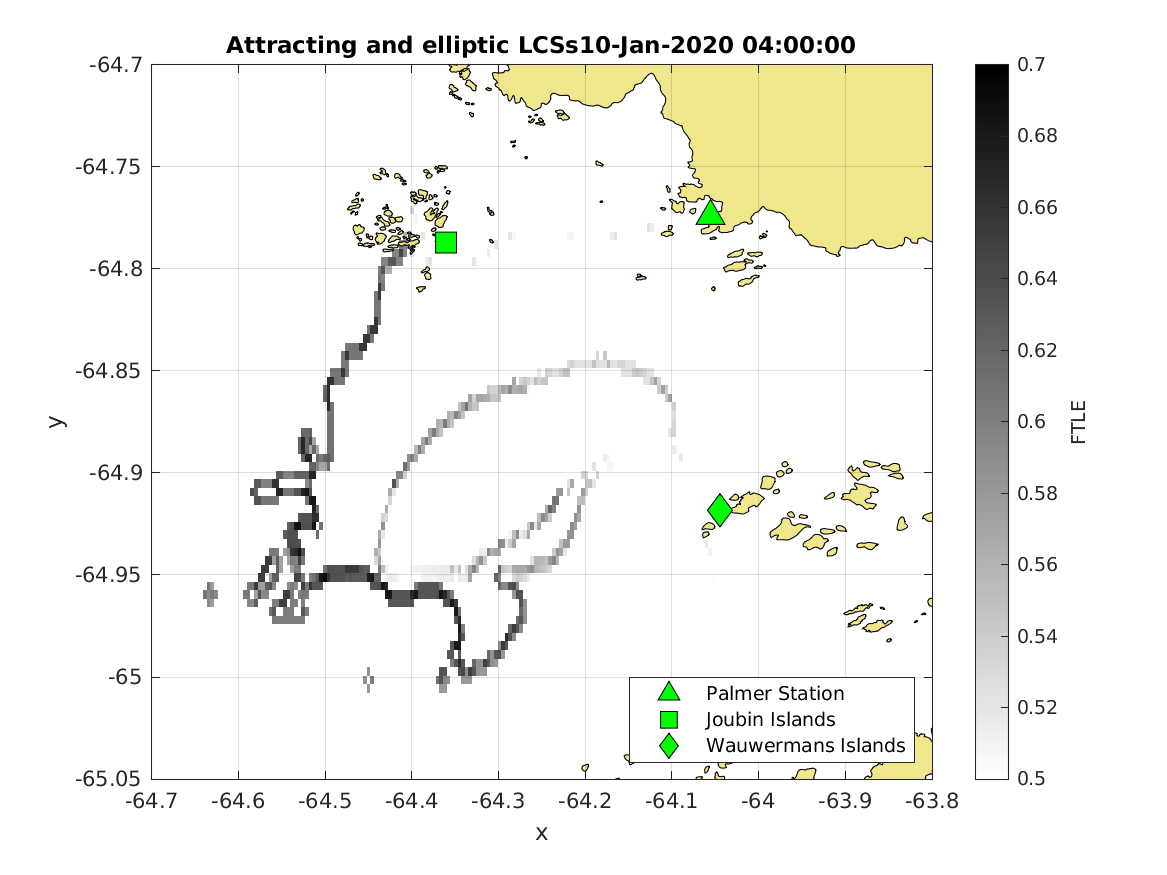 Attracting and elliptic LCSs10-Jan-2020 04:00:00
-64.7
-64.75
-64.8
-64.85
-64.9
-64.95
-65
-65.05
y
-64.7 -64.6 -64.5 -64.4 -64.3 -64.2 -64.1 -64 -63.9 -63.8
x
Palmer Station
Joubin Islands
Wauwermans Islands
0.7
0.68
0.66
0.64
0.62
0.6
0.58
0.56
0.54
0.52
0.5
FTLE